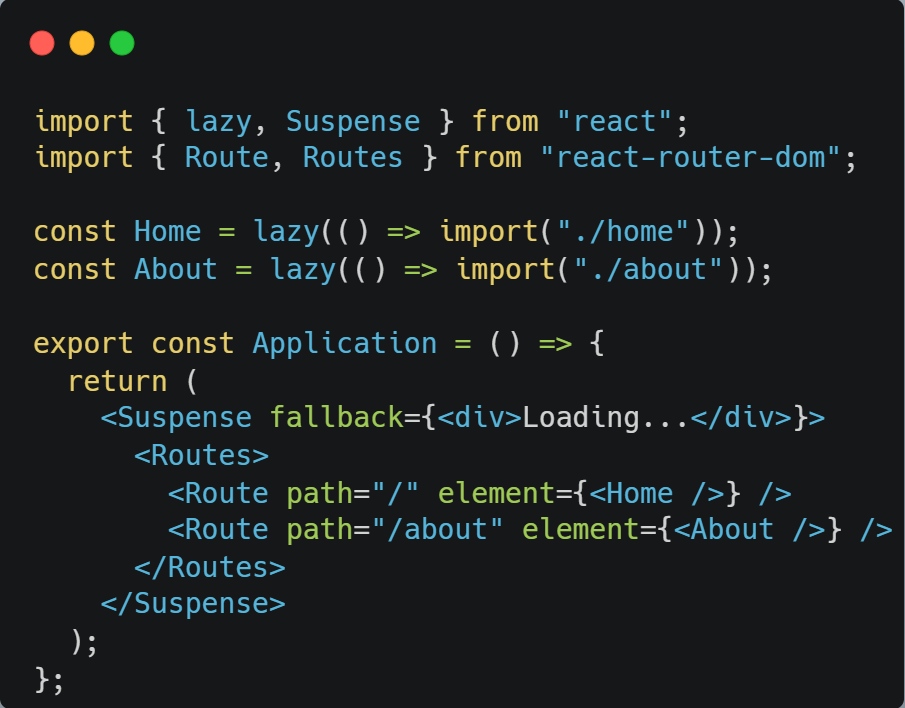 import { lazy, Suspense } from "react";
import { Route, Routes } from "react-router-dom";

const Home = lazy(() => import("./home"));
const About = lazy(() => import("./about"));

export const Application = () => {
  return (
    <Suspense fallback={<div>Loading...</div>}>
      <Routes>
        <Route path="/" element={<Home />} />
        <Route path="/about" element={<About />} />
      </Routes>
    </Suspense>
  );
};